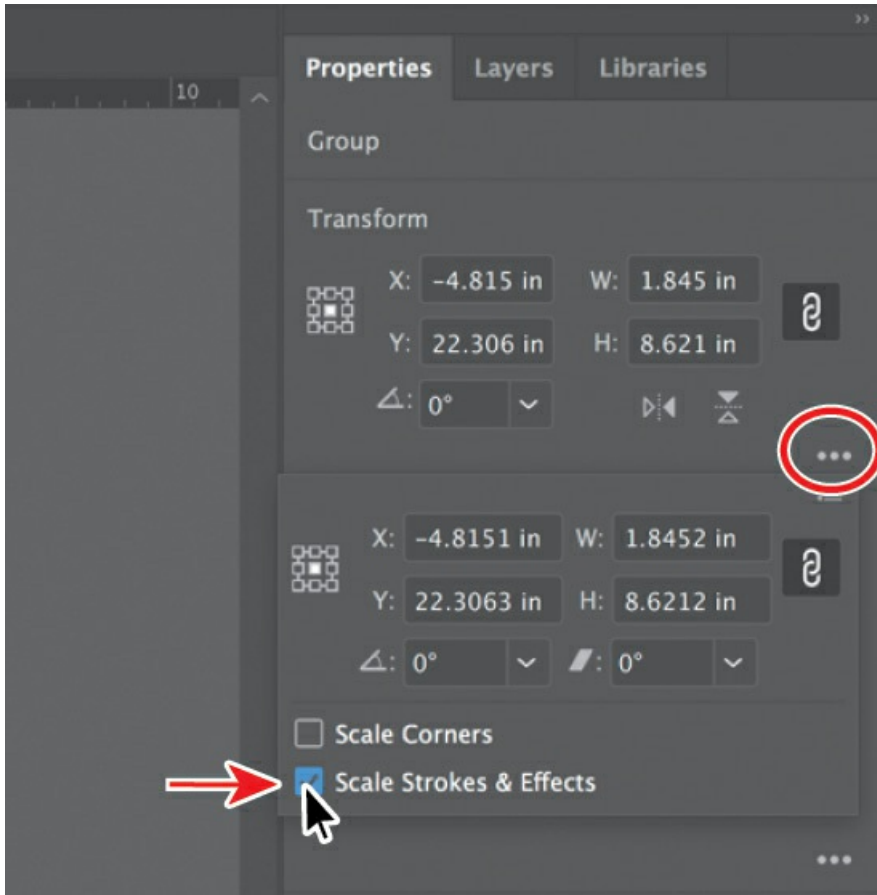 Properties Layers Libraries
10
Group
Transform
X: -4.815 in W: 1.845 in
Y: 22.306 in H: 8.621 in
: 0°
X: -4.8151 in W: 1.8452 in
Y: 22.3063 in H: 8.6212 in
: 0° : 0°
Scale Corners
Scale Strokes & Effects